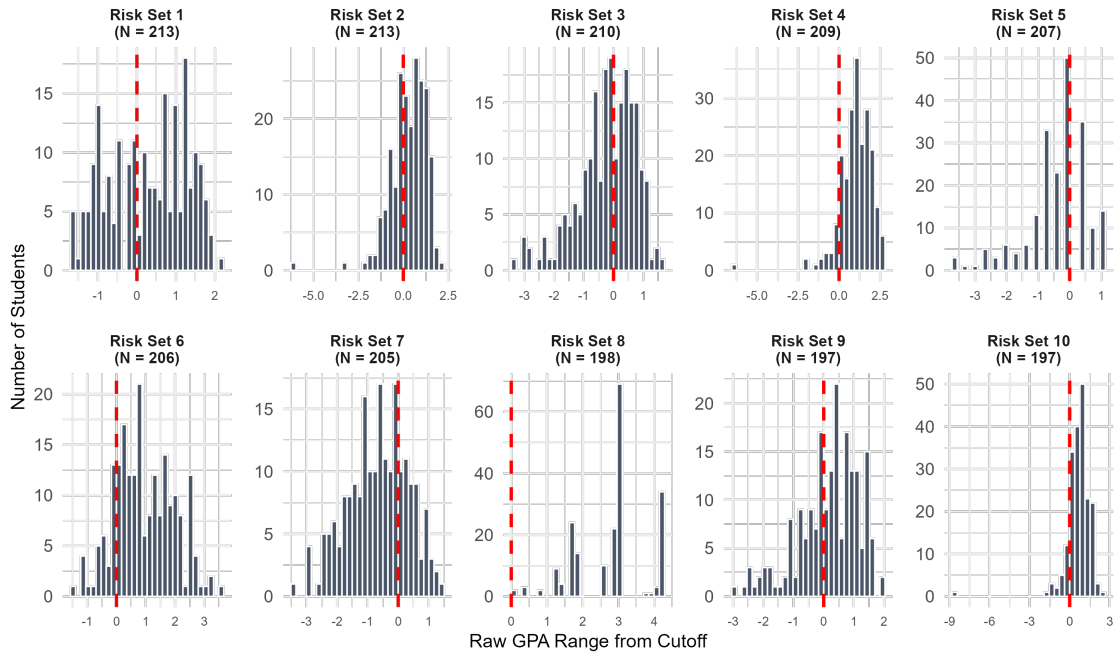 Risk Set 1
(N = 213)
Risk Set 2
(N = 213)
Risk Set 3
(N = 210)
Risk Set 4
(N = 209)
Risk Set 5
(N = 207)
15
10
5
0
-1 0 1 2
20
10
0
-5.0 -2.5 0.0 2.5
15
10
5
0
-3 -2 -1 0 1
30
20
10
0
-5.0 -2.5 0.0 2.5
50
40
30
20
10
0
-3 -2 -1 0 1
Number of Students
Risk Set 6
(N = 206)
Risk Set 7
(N = 205)
Risk Set 8
(N = 198)
Risk Set 9
(N = 197)
Risk Set 10
(N = 197)
20
15
10
5
0
-1 0 1 2 3
15
10
5
0
-3 -2 -1 0 1
60
40
20
0
0 1 2 3 4
20
15
10
5
0
-3 -2 -1 0 1 2
50
40
30
20
10
0
-9 -6 -3 0 3
Raw GPA Range from Cutoff